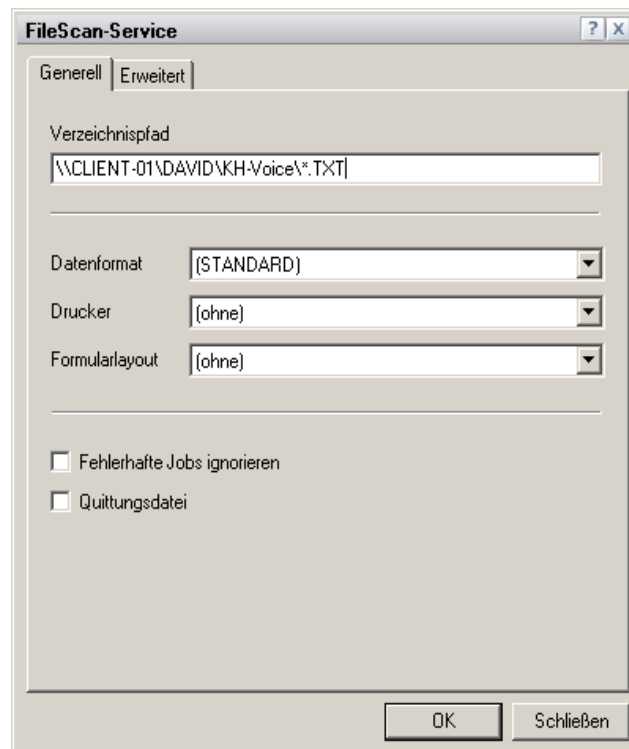 FileScan-Service
? X
Generell Erweitert
Verzeichnispfad
\\CLIENT-01\DAVID\KH-Voice\*.TXT
Datenformat (STANDARD)
Drucker (ohne)
Formularlayout (ohne)
Fehlerhafte Jobs ignorieren
Quittungsdatei
OK Schließen